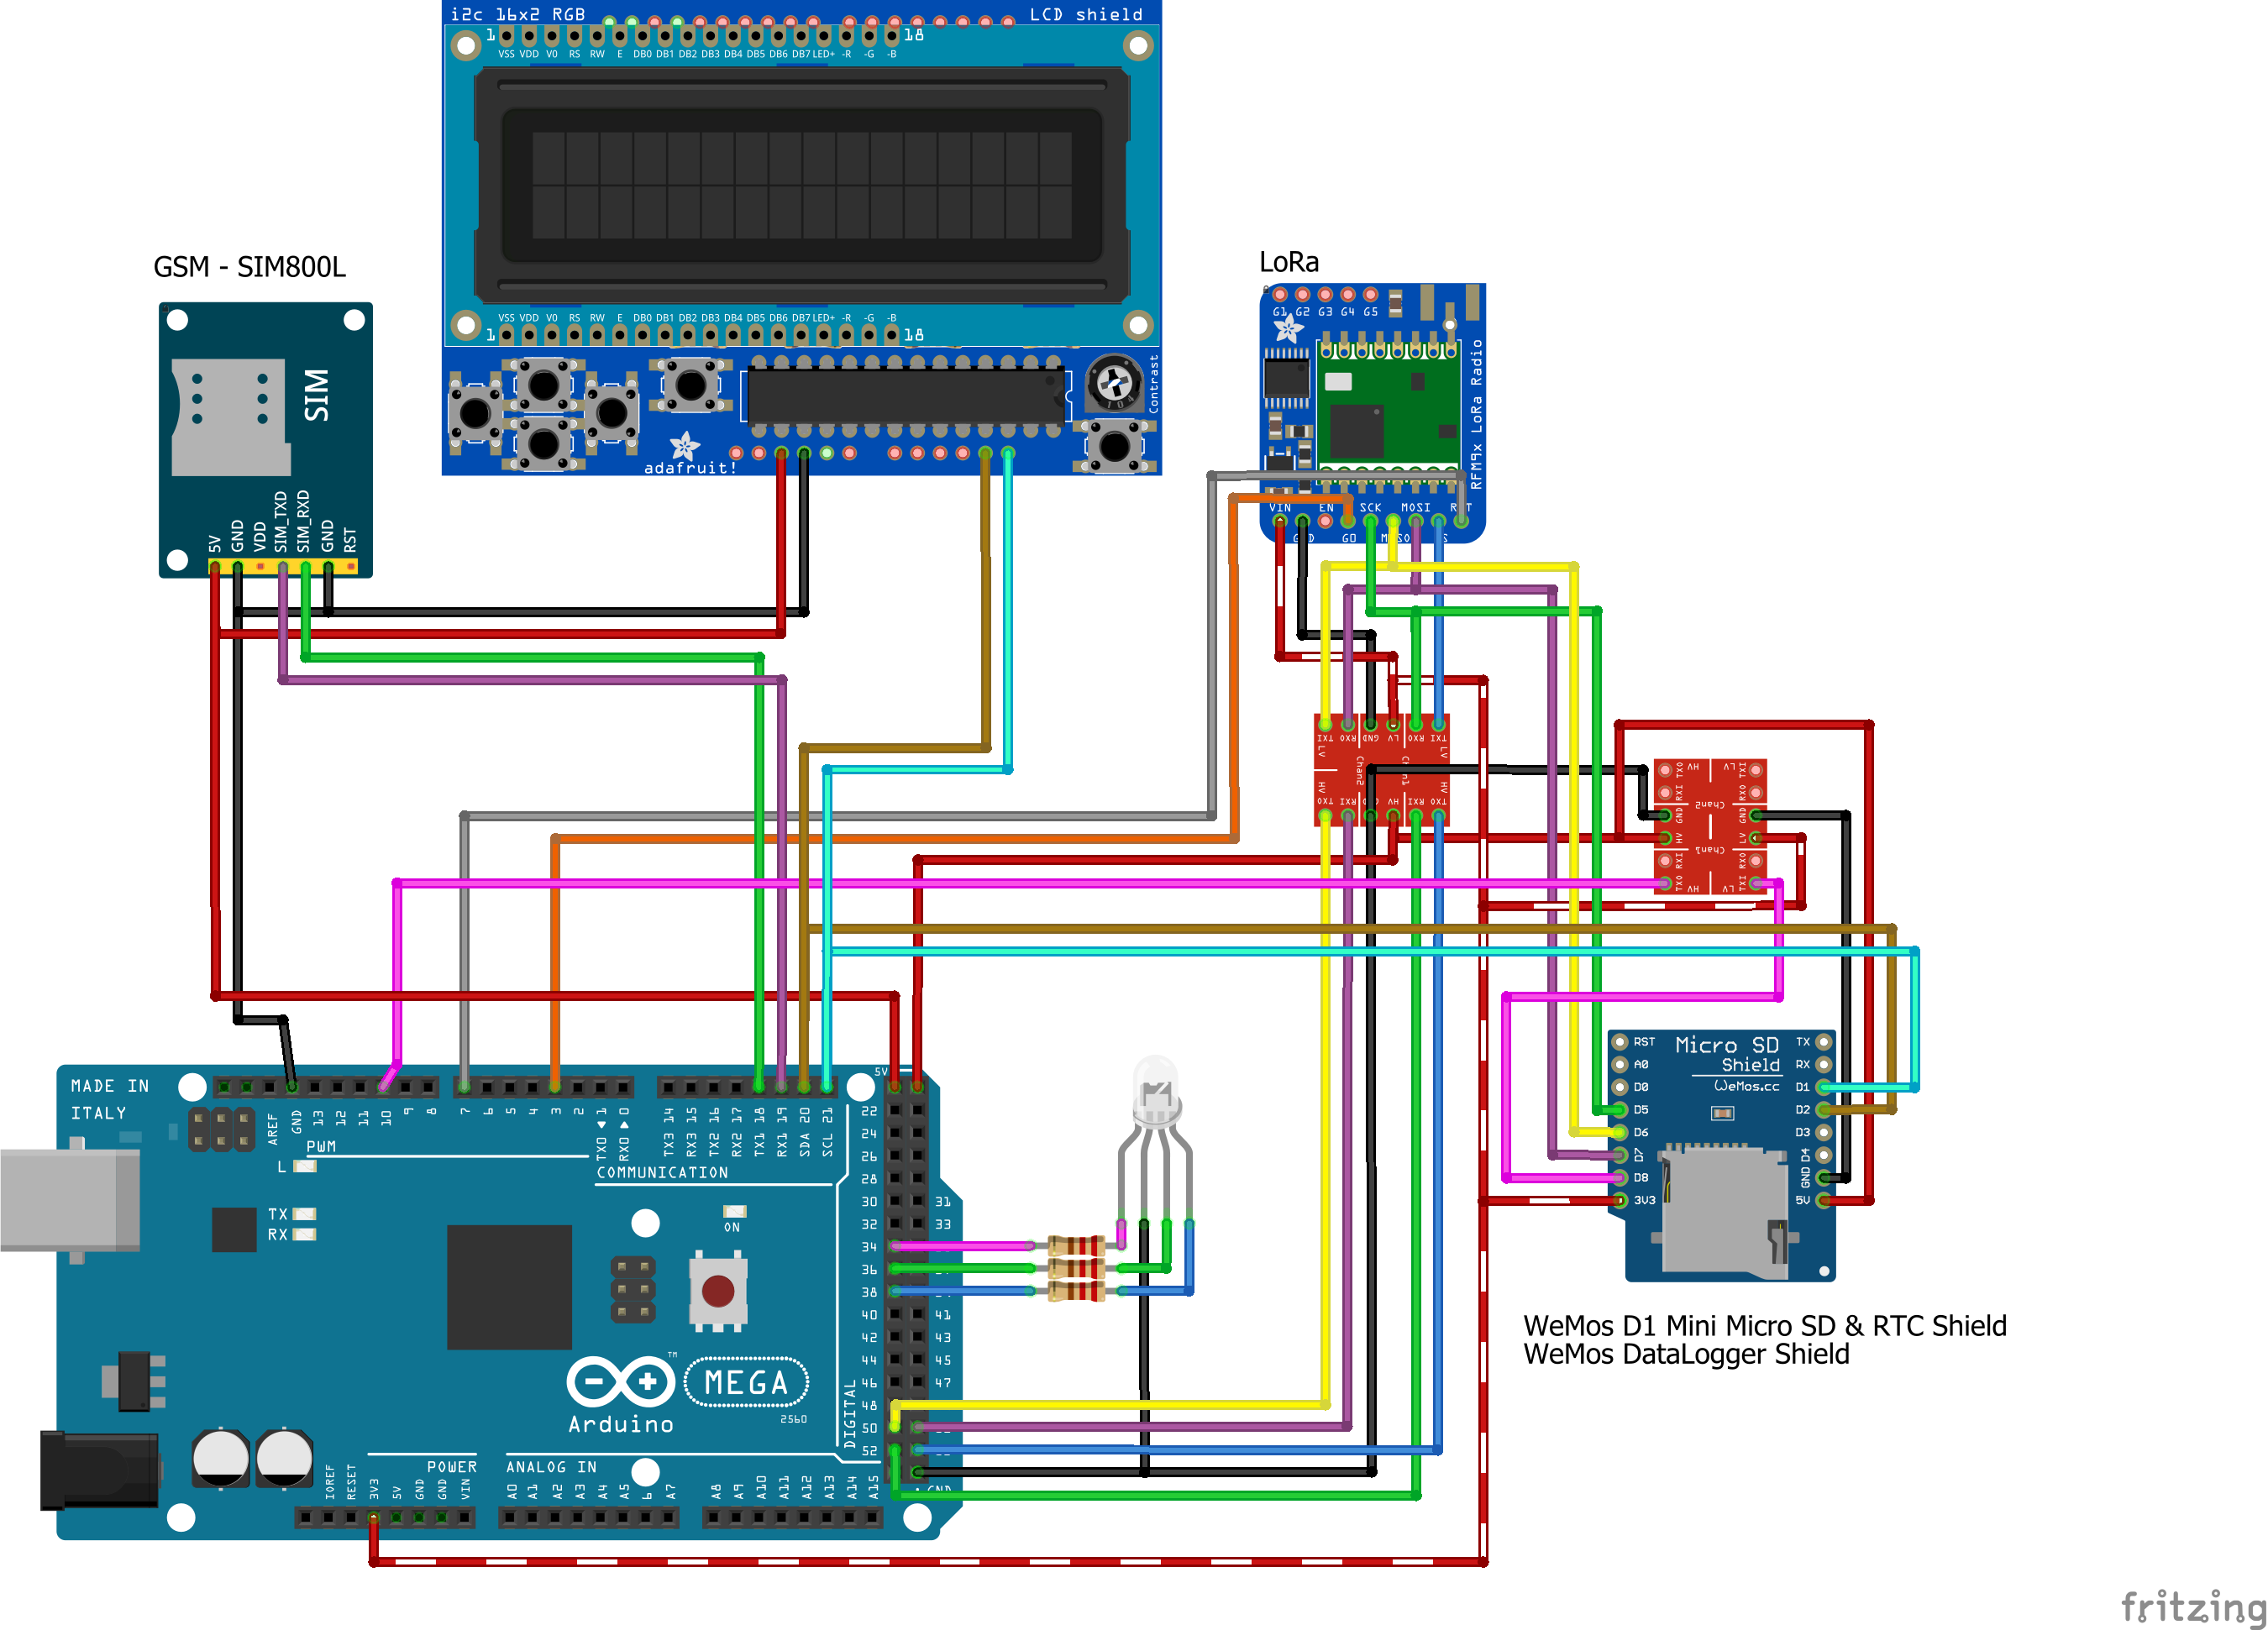 i2c 16x2 RGB LCD shield
1 18
VSS VDD V0 RS RW E DB0 DB1 DB2 DB3 DB4 DB5 DB6 DB7 LED+ -R -G -B
VSS VDD V0 RS RW E DB0 DB1 DB2 DB3 DB4 DB5 DB6 DB7 LED+ -R -G -B
1 18
Contrast
104
adafruit!
GSM - SIM800L
SIM
5V
GND
VDD
SIM_TXD
SIM_RXD
GND
RST
LoRa
G1 G2 G3 G4 G5
RFM9x LoRa Radio
VIN EN SCK MOSI
G0
TXI RXO GND LV RXO TXI
LV Chan2 Chan1 LV
HV HV
TXO RXI HV RXI TXO
TXO HV LV TXI
RXI RXO
Chan2
GND GND
HV LV
Chan1
RXI RXO
TXO HV LV TXI
MADE IN
ITALY
AREF
GND
13
12
11
10
9
8
7
6
5
4
3
2
TX0 1
RX0 0
TX3 14
RX3 15
TX2 16
RX2 17
TX1 18
RX1 19
SDA 20
SCL 21
PWM
COMMUNICATION
L
TX
RX
ON
5V
22
24
26
28
30 31
32 33
34
36
38
40 41
42 43
44 45
46 47
48
50
52
DIGITAL
Arduino
TM
MEGA
2560
POWER
ANALOG IN
IOREF
RESET
3V3
5V
GND
GND
VIN
A0
A1
A2
A3
A4
A5
A7
A8
A9
A10
A11
A12
A13
A14
A15
Micro SD
Shield
WeMos.cc
RST TX
A0 RX
D0 D1
D5 D2
D6 D3
D7 D4
D8 GND
3V3 5V
WeMos D1 Mini Micro SD & RTC Shield
WeMos DataLogger Shield
fritzing